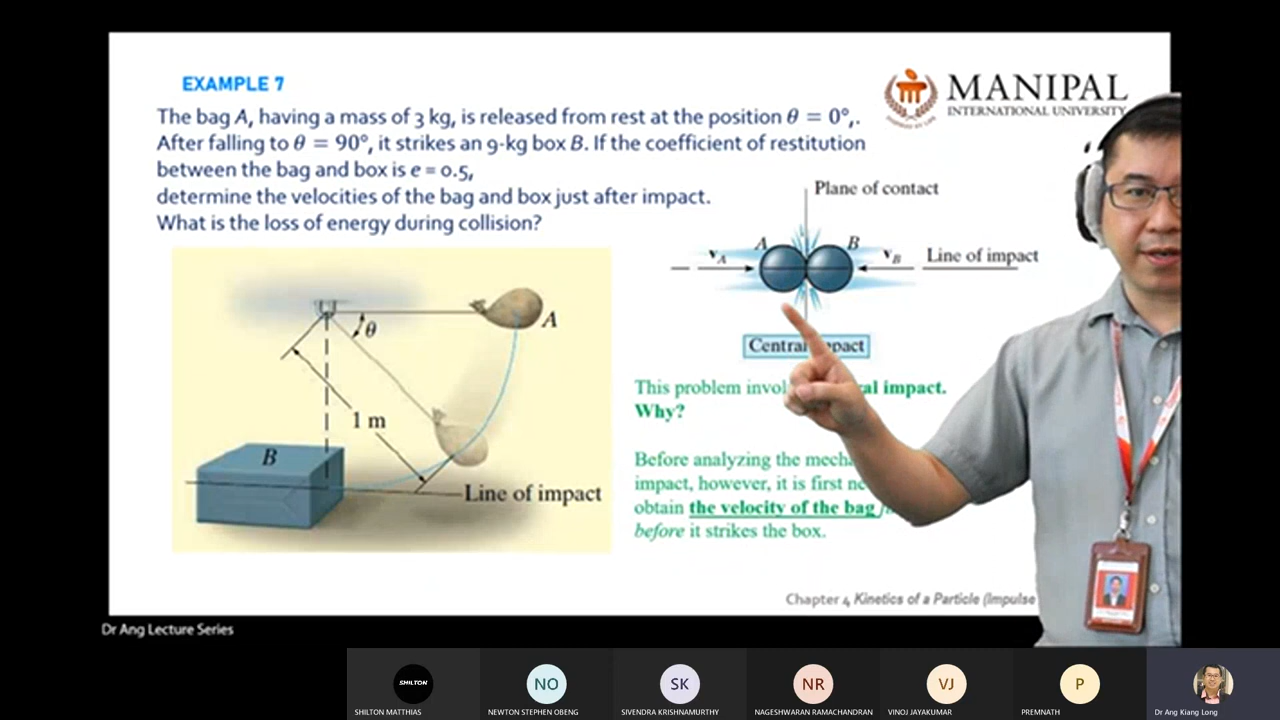 EXAMPLE 7
MANIPAL
INTERNATIONAL UNIVERSITY
The bag A, having a mass of 3 kg, is released from rest at the position θ = 0°,.
After falling to θ = 90°, it strikes an 9-kg box B. If the coefficient of restitution
between the bag and box is e = 0.5,
determine the velocities of the bag and box just after impact.
What is the loss of energy during collision?
Plane of contact
A
B
vA
vB
Line of impact
Central impact
θ
A
1 m
B
Line of impact
This problem invol al impact.
Why?
Before analyzing the mecha
impact, however, it is first ne
obtain the velocity of the bag
before it strikes the box.
Chapter 4 Kinetics of a Particle (Impulse
Dr Ang Lecture Series
SHILTON
NO
SK
NR
VJ
P
SHILTON MATTHIAS
NEWTON STEPHEN OBENG
SIVENDRA KRISHNAMURTHY
NAGESHWARAN RAMACHANDRAN
VINOJ JAYAKUMAR
PREMNATH
Dr Ang Kiang Long